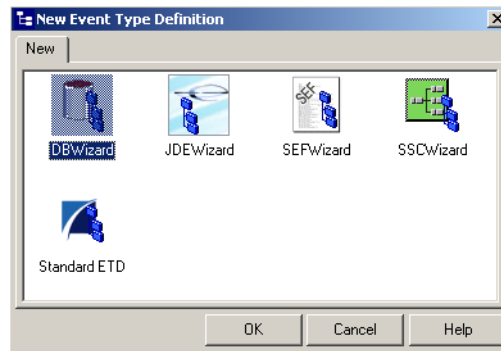 New Event Type Definition
New
DBWizard JDEWizard SEFWizard SSCWizard
Standard ETD
OK Cancel Help